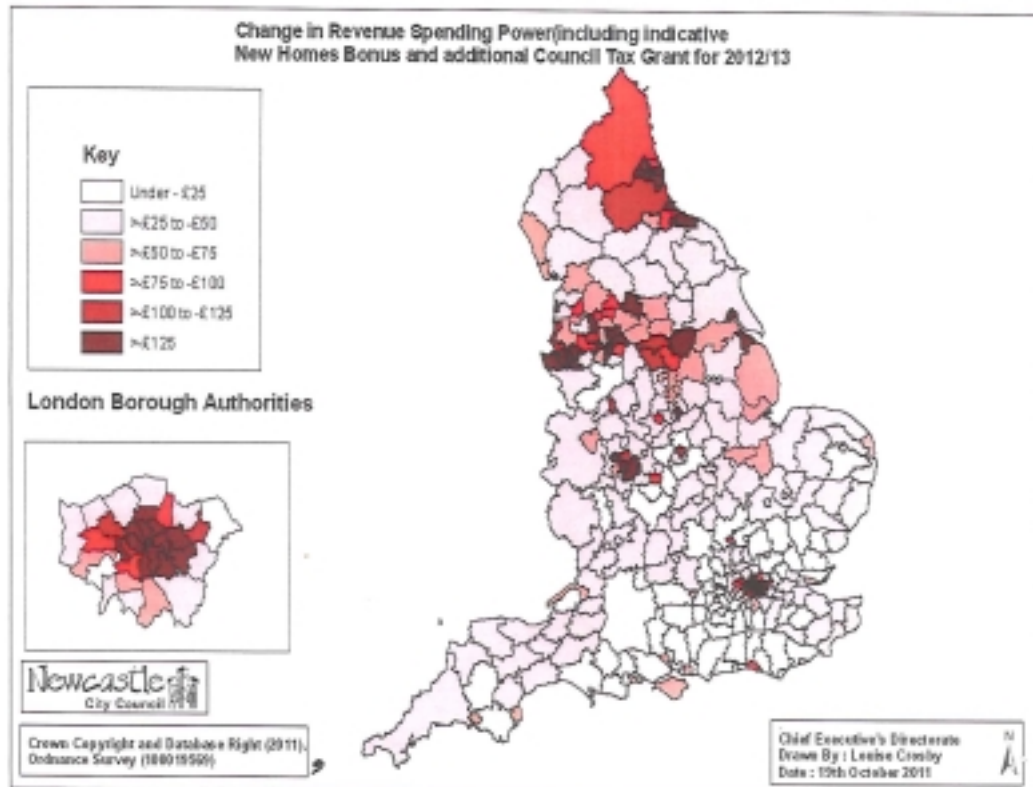 Change in Revenue Spending Power(including indicative
New Homes Bonus and additional Council Tax Grant for 2012/13
Key
Under - £25
>-£25 to -£50
>-£50 to -£75
>-£75 to -£100
>-£100 to -£125
>-£125
London Borough Authorities
Newcastle
City Council
Crown Copyright and Database Right (2011).
Ordnance Survey (100019569)
Chief Executive's Directorate
Drawn By : Louise Crosby
Date : 19th October 2011
N